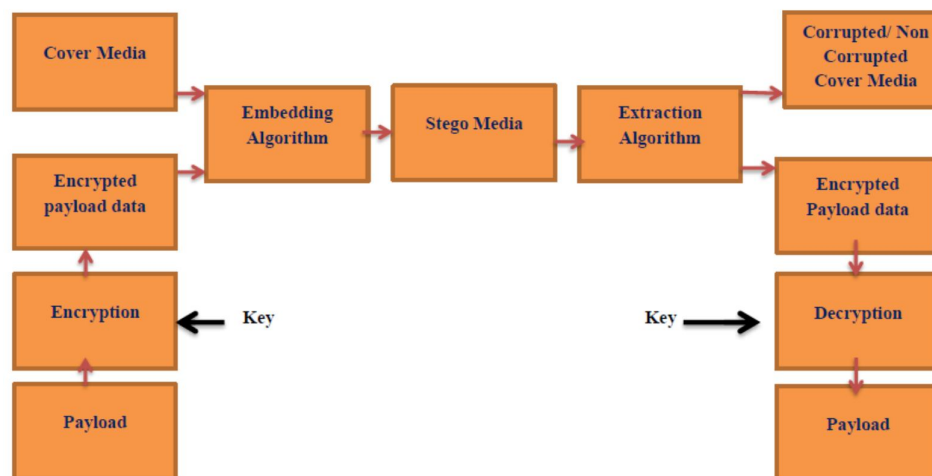 Cover Media
Corrupted/ Non
Corrupted
Cover Media
Embedding
Algorithm
Stego Media
Extraction
Algorithm
Encrypted
payload data
Encrypted
Payload data
Encryption
Key
Key
Decryption
Payload
Payload